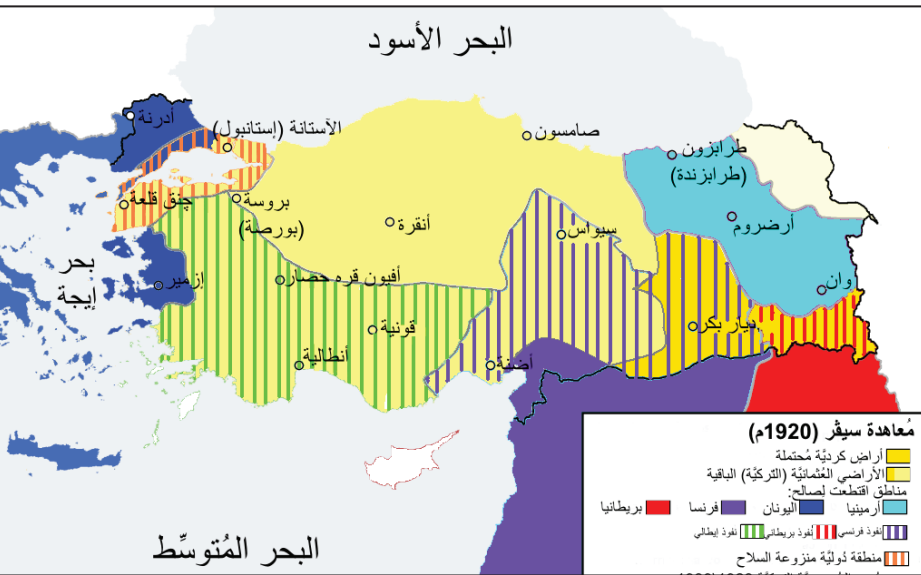 البحر الأسود
أدرنة
الآستانة (إستانبول)
صامسون
طرابزون
(طرابزندة)
چنق قلعة
بروسة
(بورصة)
أنقرة
سيواس
أرضروم
بحر
إيجة
إزمير
أفيون قره حصار
وان
قونية
ديار بكر
أنطالية
أضنة
البحر المُتوسِّط
مُعاهدة سيڤر (1920م)
أراضٍ كرديَّة مُحتملة
الأراضي العُثمانيَّة (التركيَّة) الباقية
مناطق اقتطعت لِصالح:
أرمينيا اليونان فرنسا بريطانيا
نفوذ فرنسي نفوذ بريطاني نفوذ إيطالي
منطقة دُوليَّة منزوعة السلاح